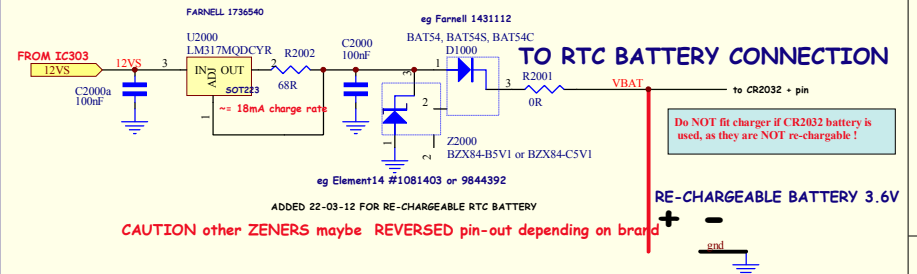 FARNELL 1736540
eg Farnell 1431112
U2000
LM317MQDCYR
R2002
C2000
100nF
BAT54, BAT54S, BAT54C
D1000
TO RTC BATTERY CONNECTION
FROM IC303
12VS
12VS
3
IN
OUT
ADJ
2
SOT223
68R
3
1
3
R2001
0R
VBAT
to CR2032 + pin
C2000a
100nF
~= 18mA charge rate
1
2
1
2
Z2000
BZX84-B5V1 or BZX84-C5V1
Do NOT fit charger if CR2032 battery is
used, as they are NOT re-chargable !
eg Element14 #1081403 or 9844392
RE-CHARGEABLE BATTERY 3.6V
ADDED 22-03-12 FOR RE-CHARGEABLE RTC BATTERY
+ -
CAUTION other ZENERS maybe REVERSED pin-out depending on brand
gnd